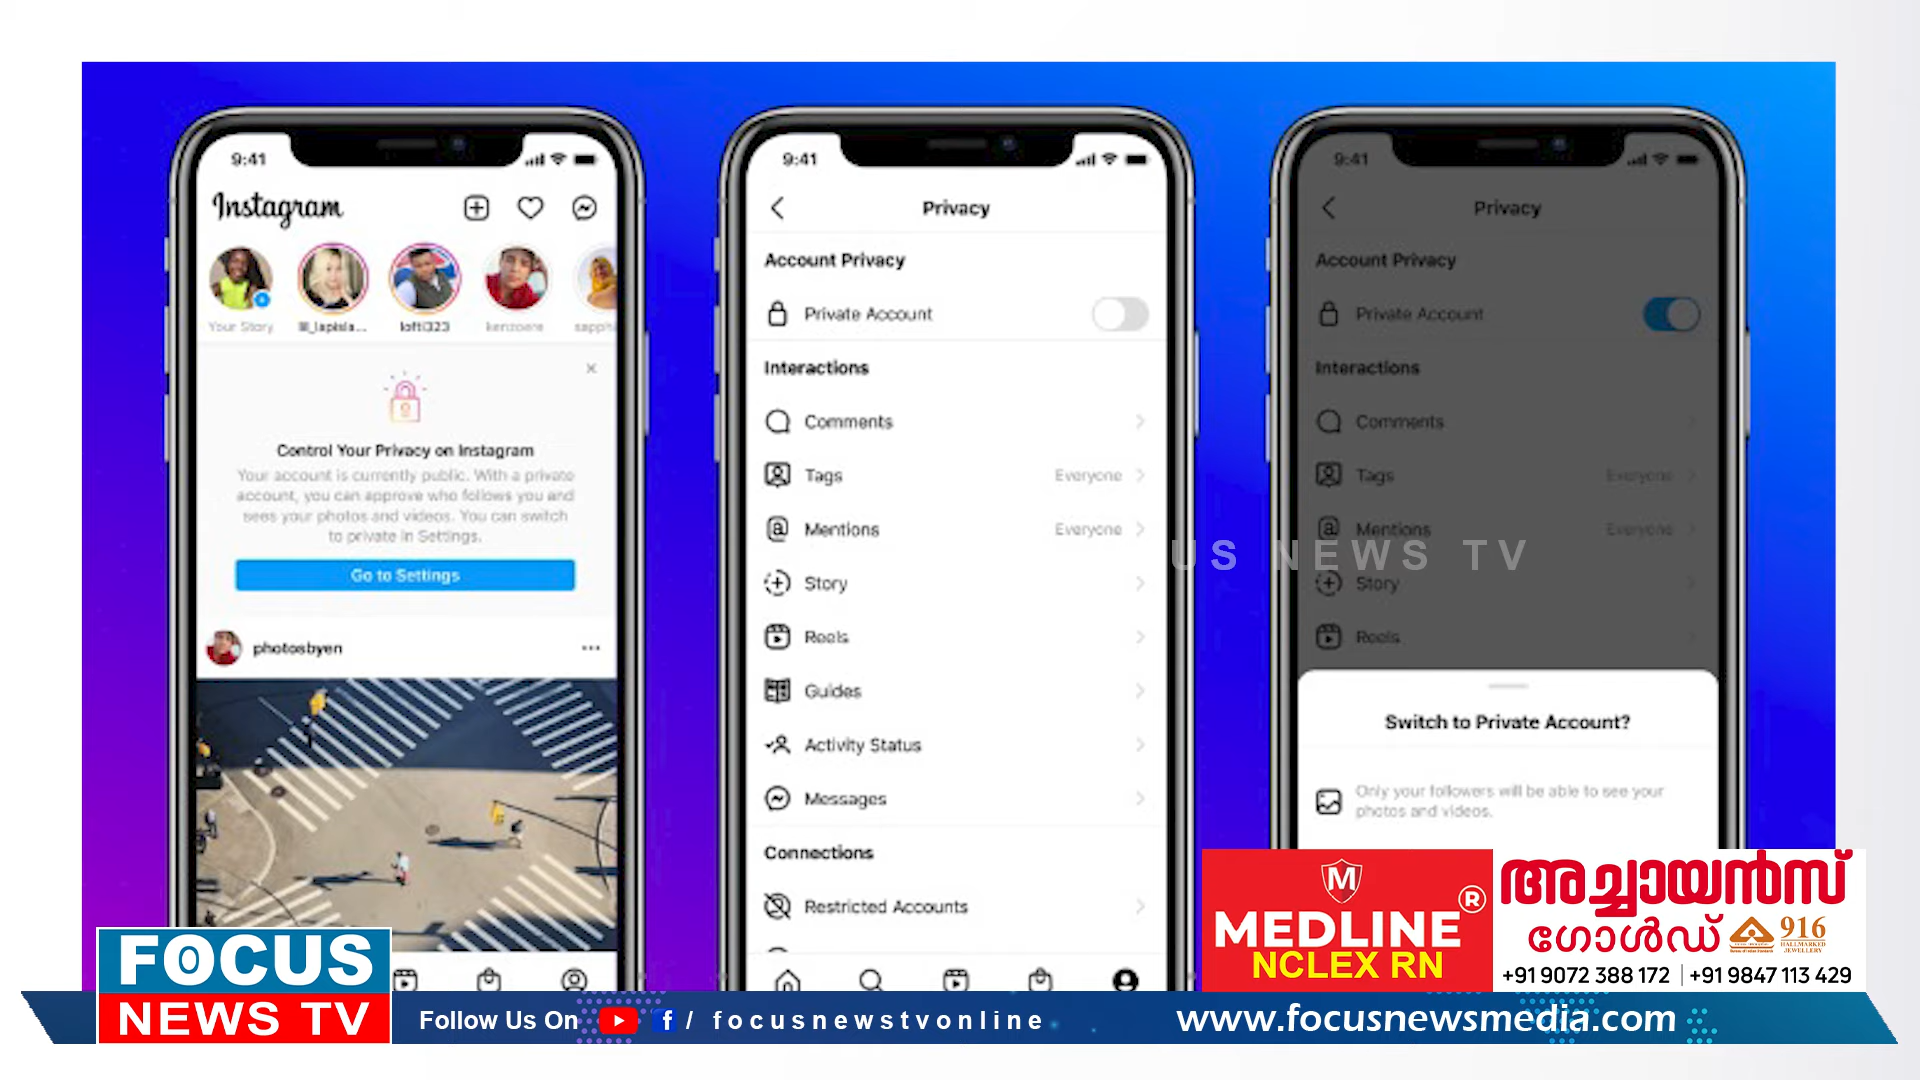 9:41
Instagram
Your Story
lofti323
kenzoere
Control Your Privacy on Instagram
Your account is currently public. With a private
account, you can approve who follows you and
sees your photos and videos. You can switch
to private in Settings.
Go to Settings
photosbyen
9:41
Privacy
Account Privacy
Private Account
Interactions
Comments
Tags Everyone
Mentions Everyone
Story
Reels
Guides
Activity Status
Messages
Connections
Restricted Accounts
9:41
Privacy
Account Privacy
Private Account
Interactions
Comments
Tags Everyone
Mentions Everyone
US NEWS TV
Story
Reels
Switch to Private Account?
Only your followers will be able to see your
photos and videos.
M
MEDLINE ®
NCLEX RN
അച്ചായൻസ്
ഗോൾഡ് 916
HALLMARKED
JEWELLERY
+91 9072 388 172 | +91 9847 113 429
FOCUS
NEWS TV
Follow Us On f / focusnewstvonline
www.focusnewsmedia.com